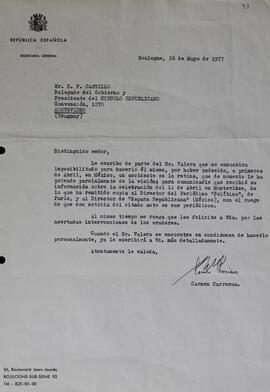 REPÚBLICA ESPAÑOLA
SECRETARÍA GENERAL
Boulogne, 26 de Mayo de 1977
Sr. D. F. CASTILLO
Delegado del Gobierno y
Presidente del CIRCULO REPUBLICANO
Convención, 1270
MONTEVIDEO
(Uruguay)
Distinguido señor,
Le escribo de parte del Sr. Valera que se encuentra
imposibilitado para hacerlo él mismo, por haber padecido, a primeros
de Abril, en México, un accidente en la retina, que de momento le ha
privado parcialmente de la visión, para comunicarle que recibió su
información sobre la celebración del 14 de Abril en Montevideo, de
la que ha remitido copia al Director del Periódico "Política", de
París, y al Director de "España Republicana" (México), con el ruego
de que den noticia del citado acto en sus periódicos.
Al mismo tiempo me ruega que les felicite a Vds. por las
acertadas intervenciones de los oradores.
Cuando el Sr. Valera se encuentre en condiciones de hacerlo
personalmente, ya le escribirá a Vd. más detalladamente.
Atentamente le saluda,
Carmen Carreras.
56, Boulevard Jean-Jaurès
BOULOGNE-SUR-SEINE 92
Tél : 825-81-00